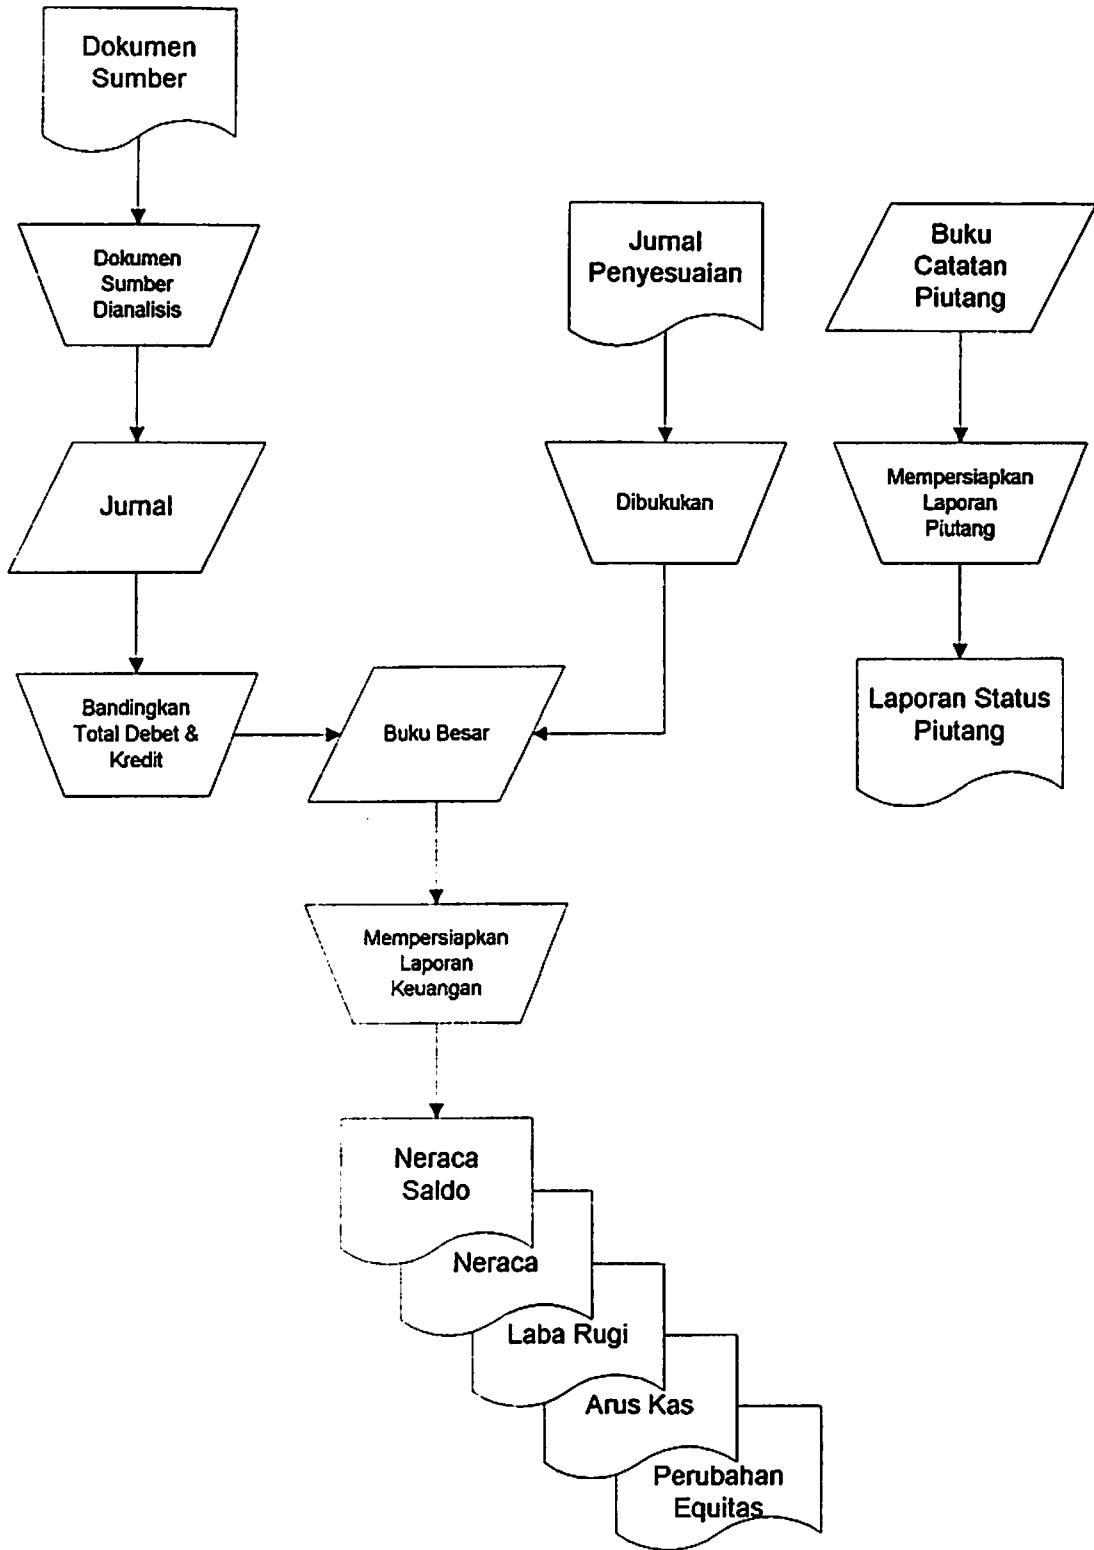 Dokumen
Sumber
Dokumen
Sumber
Dianalisis
Jurnal
Bandingkan
Total Debet &
Kredit
Jurnal
Penyesuaian
Dibukukan
Buku Besar
Mempersiapkan
Laporan
Keuangan
Neraca
Saldo
Neraca
Laba Rugi
Arus Kas
Perubahan
Equitas
Buku
Catatan
Piutang
Mempersiapkan
Laporan
Piutang
Laporan Status
Piutang